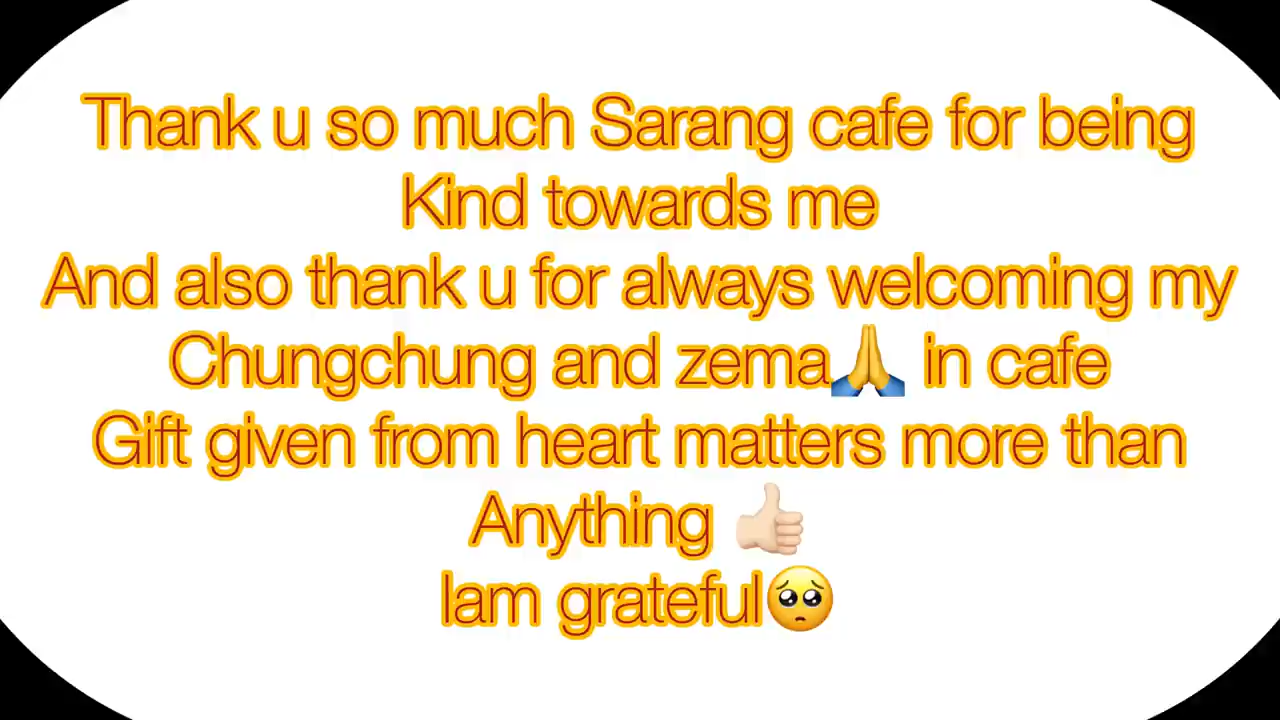 Thank u so much Sarang cafe for being
Kind towards me
And also thank u for always welcoming my
Chungchung and zema🙏 in cafe
Gift given from heart matters more than
Anything 👍🏻
Iam grateful🥺